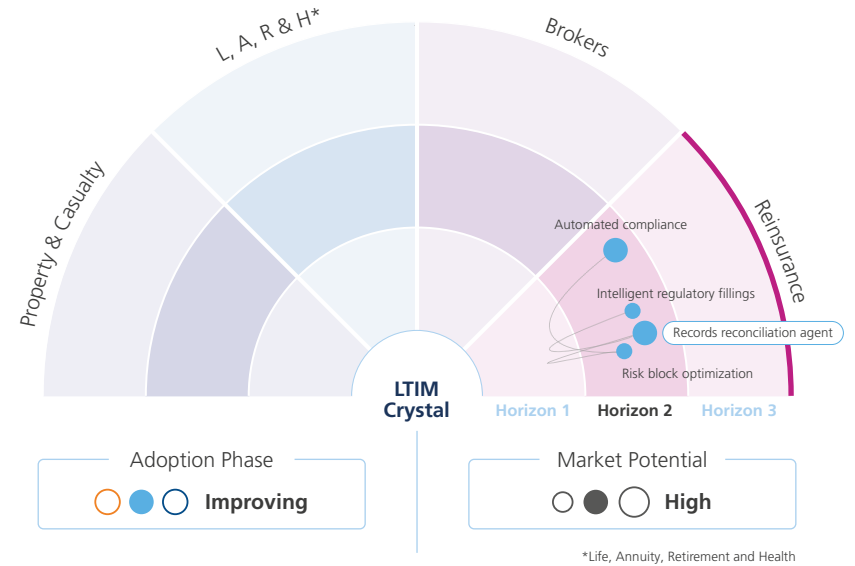 L, A, R & H*
Brokers
Property & Casualty
Reinsurance
Automated compliance
Intelligent regulatory fillings
Records reconciliation agent
Risk block optimization
LTIM
Crystal
Horizon 1
Horizon 2
Horizon 3
Adoption Phase
Improving
Market Potential
High
*Life, Annuity, Retirement and Health